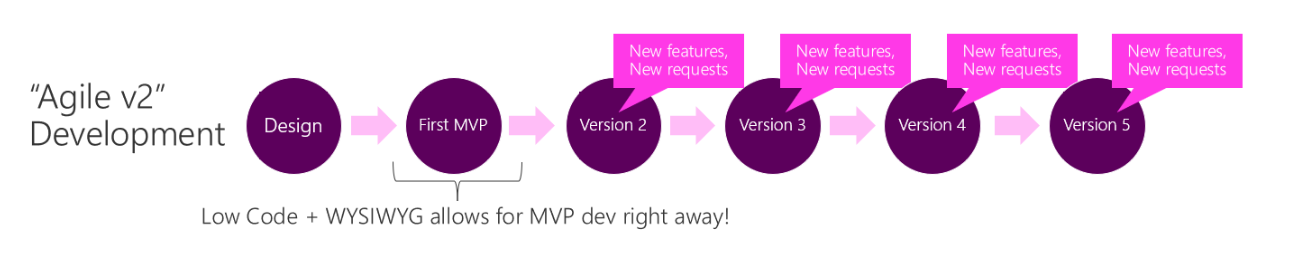 “Agile v2”
Development
Design
First MVP
Version 2
New features,
New requests
Version 3
New features,
New requests
Version 4
New features,
New requests
Version 5
New features,
New requests
Low Code + WYSIWYG allows for MVP dev right away!